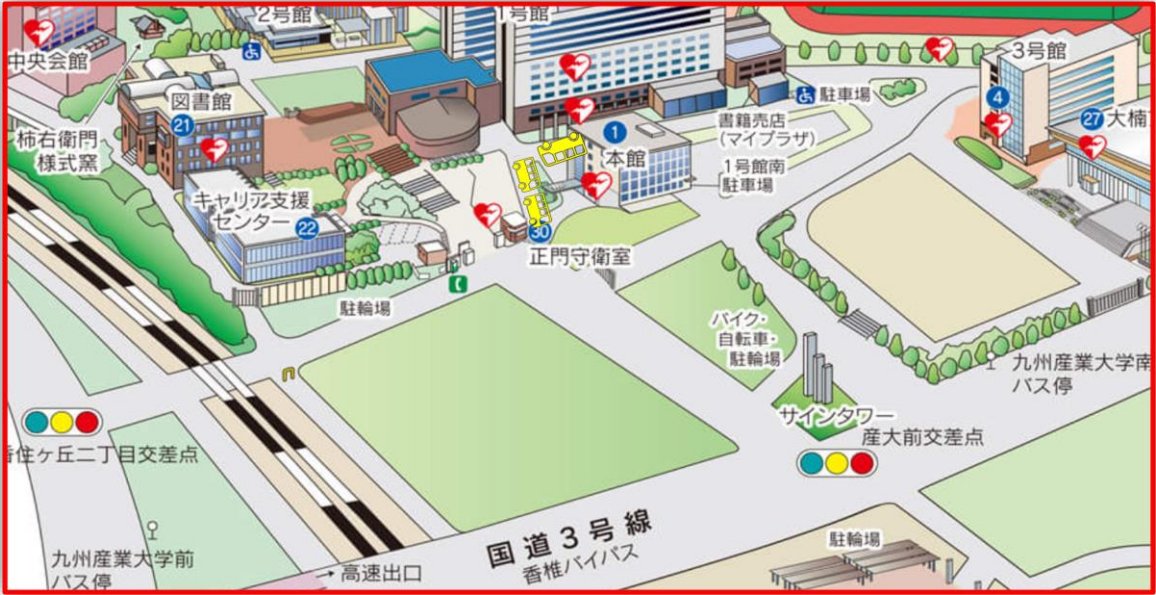 2号館
1号館
中央会館
3号館
4
図書館
21
駐車場
27
大楠
柿右衛門
様式窯
書籍売店
(マイプラザ)
1
本館
1号館南
駐車場
キャリア支援
センター
22
30
正門守衛室
駐輪場
バイク・
自転車・
駐輪場
九州産業大学南
バス停
サインタワー
産大前交差点
香住ヶ丘二丁目交差点
国道3号線
香椎バイパス
駐輪場
九州産業大学前
バス停
→高速出口